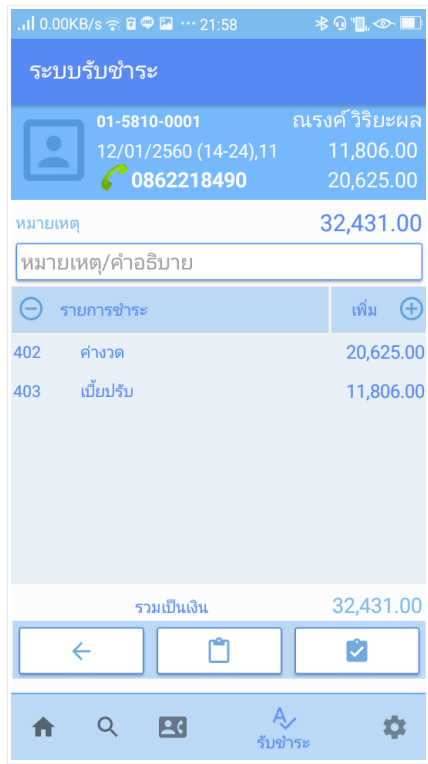 0.00KB/s 21:58
ระบบรับชำระ
01-5810-0001 ณรงค์ วิริยะผล
12/01/2560 (14-24),11 11,806.00
0862218490 20,625.00
หมายเหตุ 32,431.00
หมายเหตุ/คำอธิบาย
รายการชำระ เพิ่ม
402 ค่างวด 20,625.00
403 เบี้ยปรับ 11,806.00
รวมเป็นเงิน 32,431.00
รับชำระ